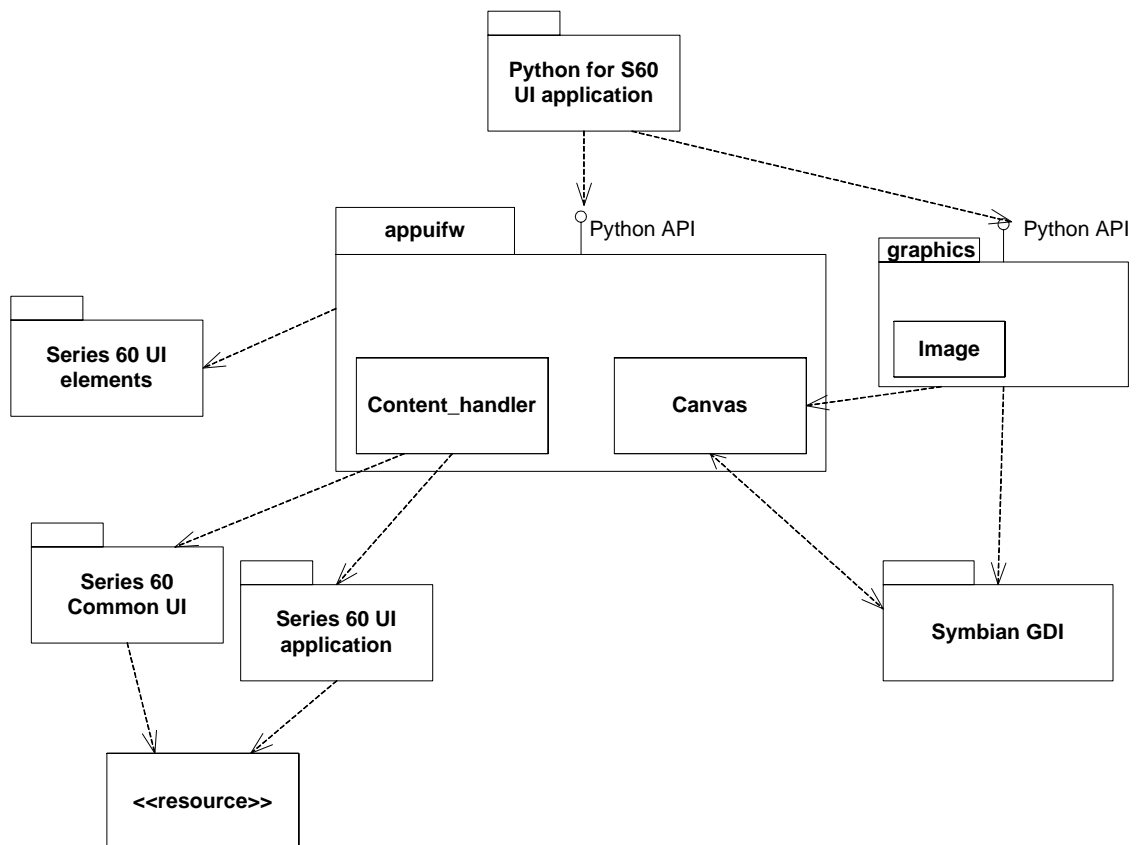 Python for S60
UI application
appuifw
Python API
Python API
graphics
Series 60 UI
elements
Image
Content_handler
Canvas
Series 60
Common UI
Series 60 UI
application
Symbian GDI
<<resource>>